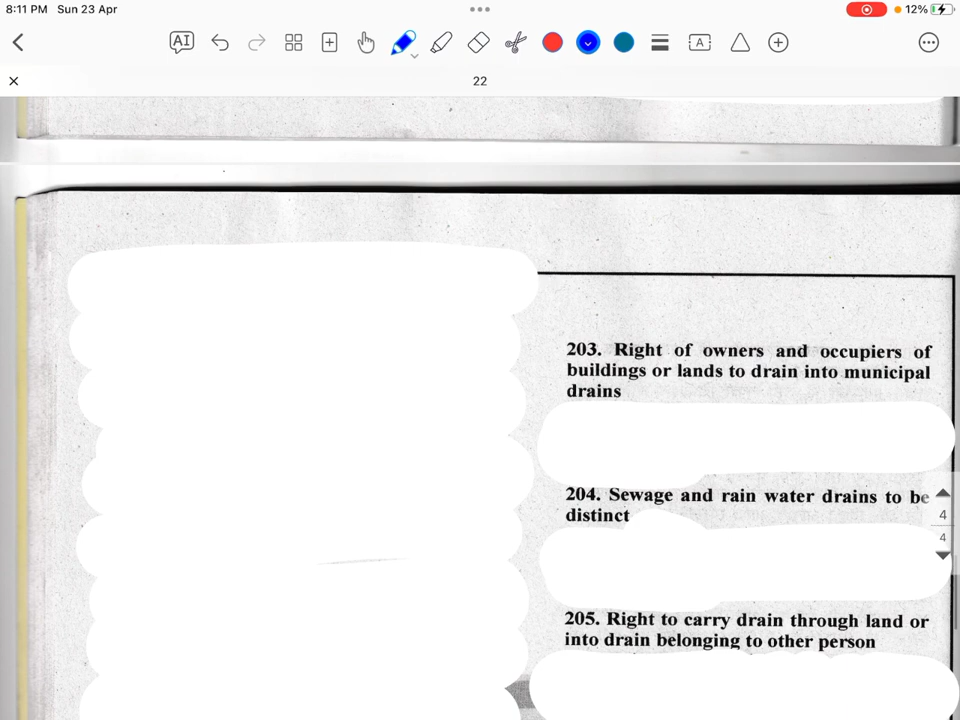 8:11 PM Sun 23 Apr
12%
AI
A
22
203. Right of owners and occupiers of
buildings or lands to drain into municipal
drains
204. Sewage and rain water drains to be
distinct
4
4
205. Right to carry drain through land or
into drain belonging to other person